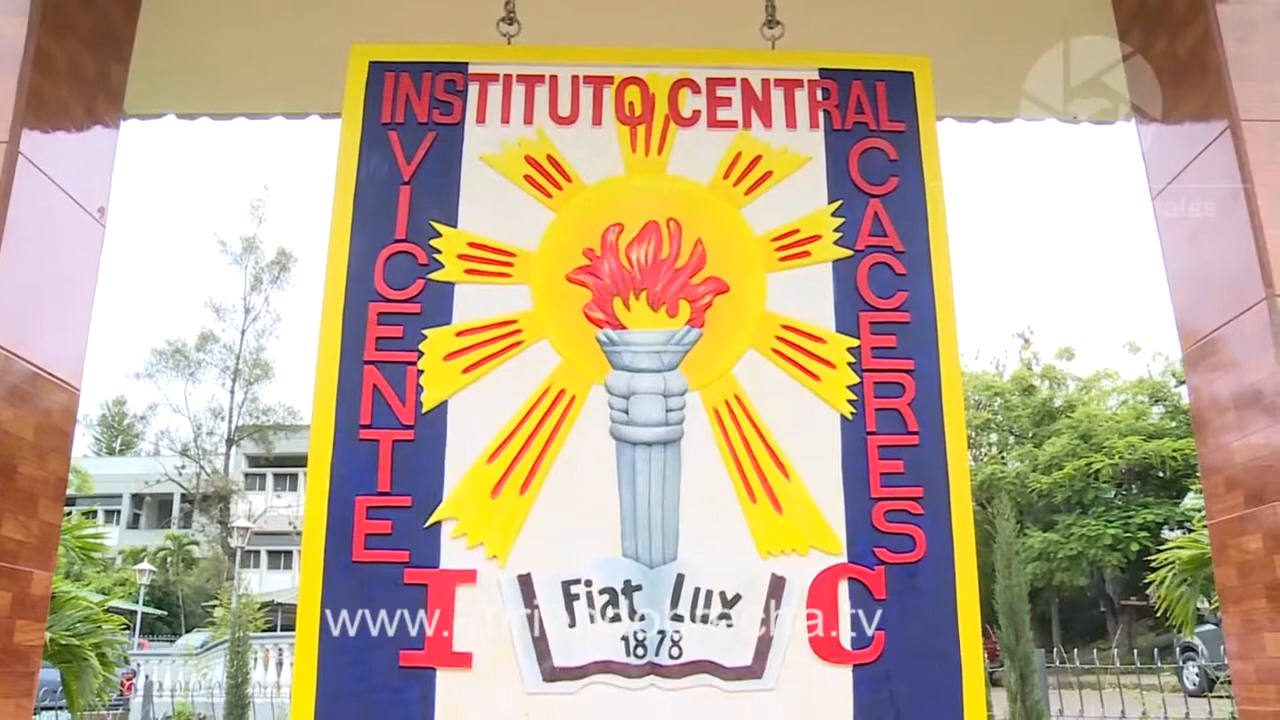 INSTITUTO CENTRAL
VICENTE
CACERES
I C
Fiat Lux
1878